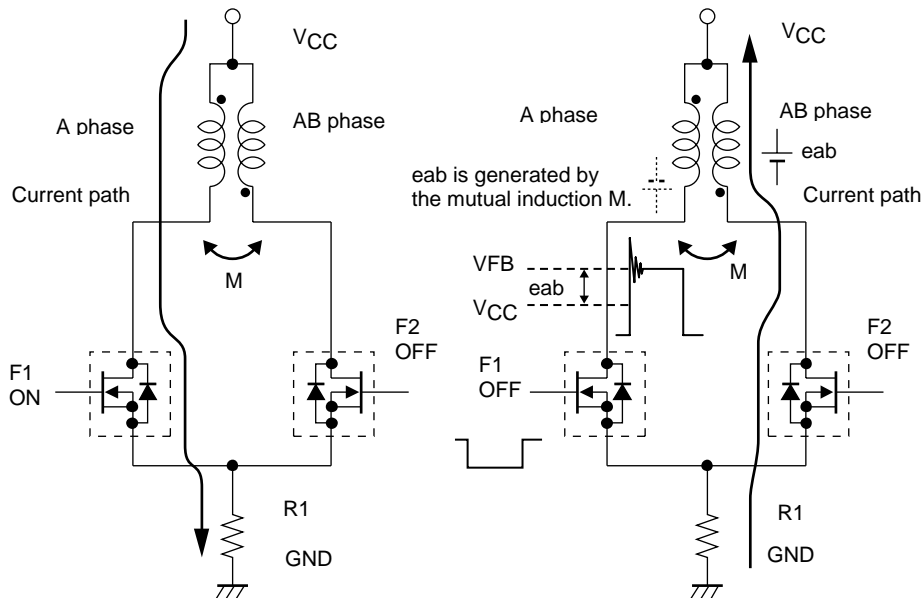 VCC
A phase
AB phase
Current path
M
F1
ON
F2
OFF
R1
GND
VCC
A phase
AB phase
eab
eab is generated by
the mutual induction M.
Current path
VFB
eab
VCC
M
F1
OFF
F2
OFF
R1
GND